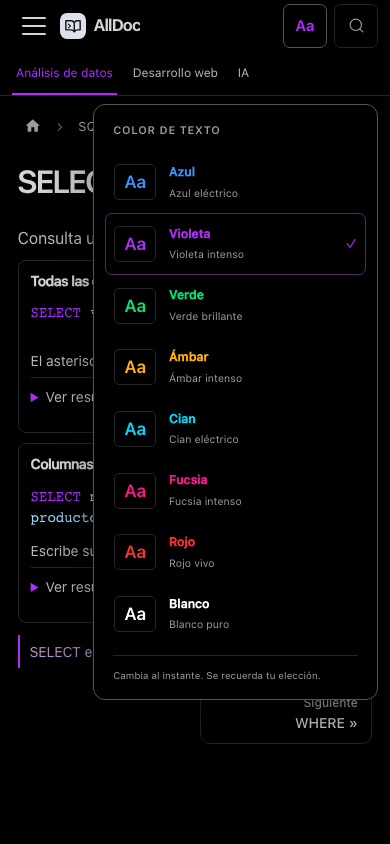 AllDoc
Aa
Análisis de datos
Desarrollo web
IA
SQ
SELEC
Consulta u
Todas las
SELECT
El asterisc
Ver resu
Columnas
SELECT n
producto
Escribe su
Ver resu
SELECT e
COLOR DE TEXTO
Aa
Azul
Azul eléctrico
Aa
Violeta
Violeta intenso
Aa
Verde
Verde brillante
Aa
Ámbar
Ámbar intenso
Aa
Cian
Cian eléctrico
Aa
Fucsia
Fucsia intenso
Aa
Rojo
Rojo vivo
Aa
Blanco
Blanco puro
Cambia al instante. Se recuerda tu elección.
Siguiente
WHERE »